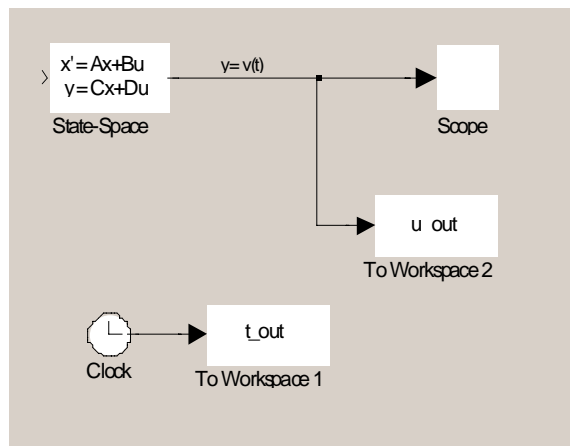 x'=Ax+Bu
y=Cx+Du
State-Space
y=v(t)
Scope
u out
To Workspace 2
t_out
To Workspace 1
Clock